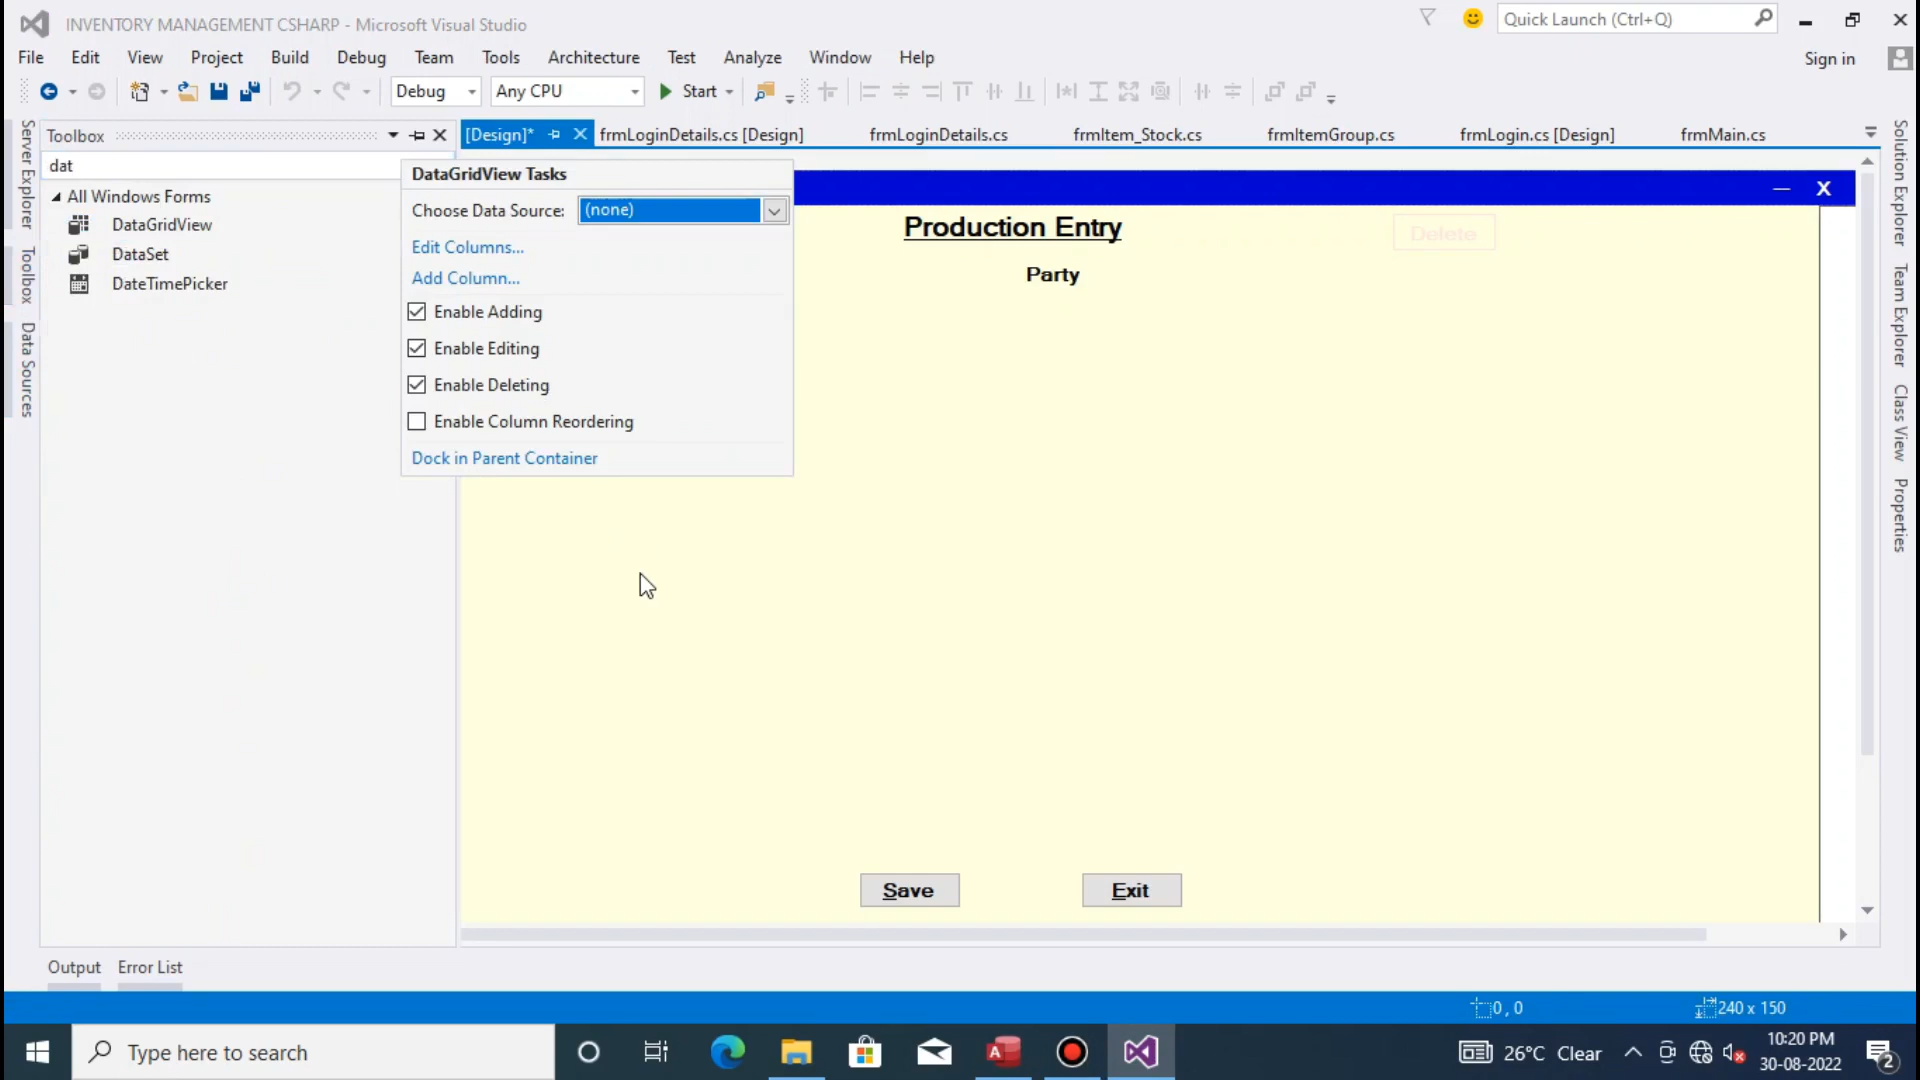 INVENTORY MANAGEMENT CSHARP - Microsoft Visual Studio
Quick Launch (Ctrl+Q)
File Edit View Project Build Debug Team Tools Architecture Test Analyze Window Help
Sign in
Debug Any CPU Start
Toolbox
[Design]* frmLoginDetails.cs [Design] frmLoginDetails.cs frmItem_Stock.cs frmItemGroup.cs frmLogin.cs [Design] frmMain.cs
dat
All Windows Forms
DataGridView
DataSet
DateTimePicker
DataGridView Tasks
Choose Data Source: (none)
Edit Columns...
Add Column...
Enable Adding
Enable Editing
Enable Deleting
Enable Column Reordering
Dock in Parent Container
X
Production Entry
Delete
Party
Save
Exit
Server Explorer
Toolbox
Data Sources
Solution Explorer
Team Explorer
Class View
Properties
Output Error List
0 , 0
240 x 150
Type here to search
A
26°C Clear
10:20 PM
30-08-2022
2